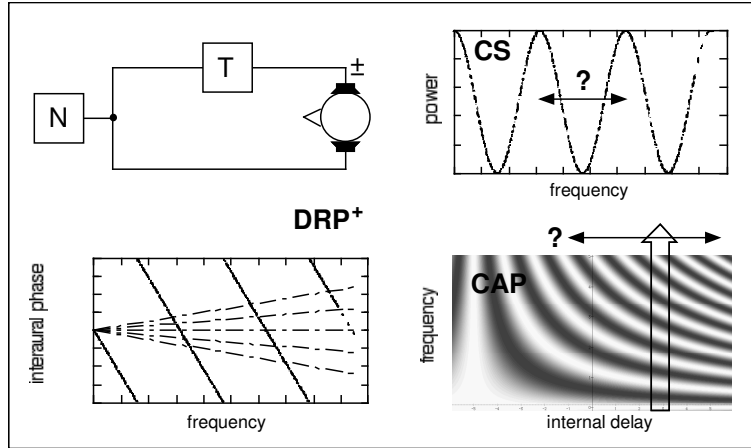 T
±
N
CS
?
power
frequency
DRP+
interaural phase
frequency
?
CAP
frequency
internal delay